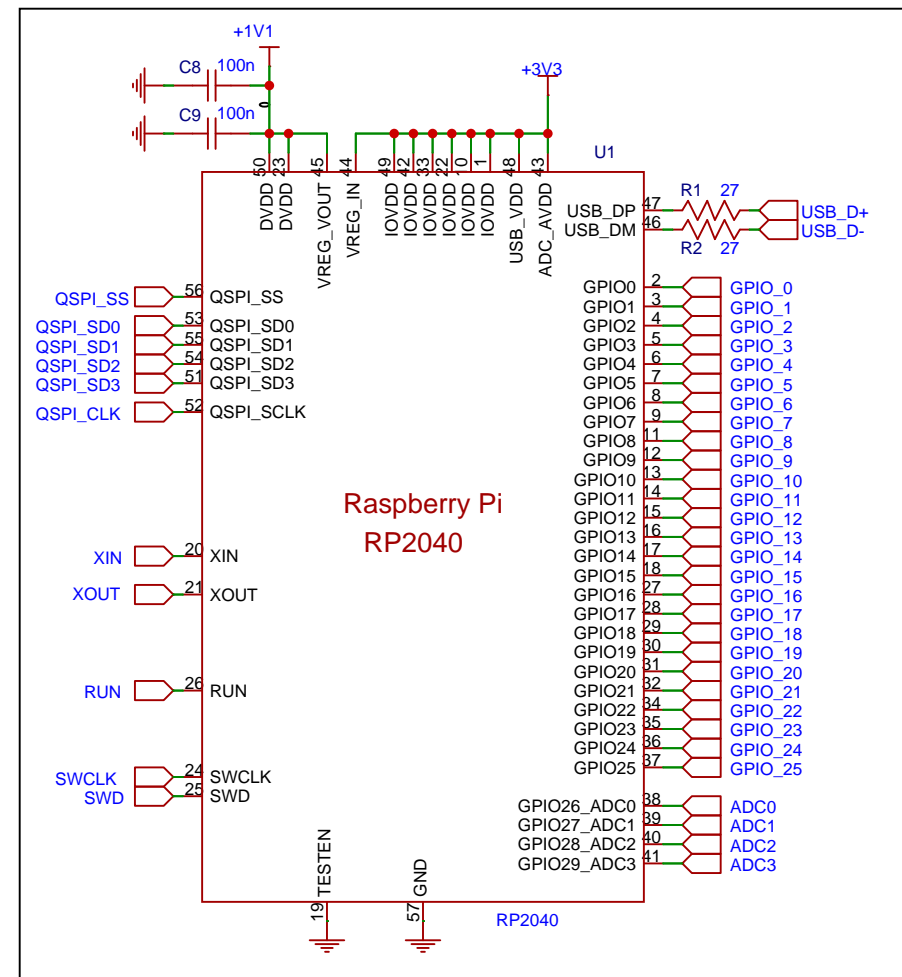 +1V1
C8 100n
+3V3
0
C9 100n
U1
50 23 45 44 49 42 33 22 10 1 48 43
DVDD DVDD VREG_VOUT VREG_IN IOVDD IOVDD IOVDD IOVDD IOVDD IOVDD USB_VDD ADC_AVDD
R1 27
USB_DP 47 USB_D+
USB_DM 46 USB_D-
R2 27
QSPI_SS 56 QSPI_SS
QSPI_SD0 53 QSPI_SD0
QSPI_SD1 55 QSPI_SD1
QSPI_SD2 54 QSPI_SD2
QSPI_SD3 51 QSPI_SD3
QSPI_CLK 52 QSPI_SCLK
XIN 20 XIN
XOUT 21 XOUT
RUN 26 RUN
SWCLK 24 SWCLK
SWD 25 SWD
Raspberry Pi
RP2040
GPIO0 2 GPIO_0
GPIO1 3 GPIO_1
GPIO2 4 GPIO_2
GPIO3 5 GPIO_3
GPIO4 6 GPIO_4
GPIO5 7 GPIO_5
GPIO6 8 GPIO_6
GPIO7 9 GPIO_7
GPIO8 11 GPIO_8
GPIO9 12 GPIO_9
GPIO10 13 GPIO_10
GPIO11 14 GPIO_11
GPIO12 15 GPIO_12
GPIO13 16 GPIO_13
GPIO14 17 GPIO_14
GPIO15 18 GPIO_15
GPIO16 27 GPIO_16
GPIO17 28 GPIO_17
GPIO18 29 GPIO_18
GPIO19 30 GPIO_19
GPIO20 31 GPIO_20
GPIO21 32 GPIO_21
GPIO22 34 GPIO_22
GPIO23 35 GPIO_23
GPIO24 36 GPIO_24
GPIO25 37 GPIO_25
GPIO26_ADC0 38 ADC0
GPIO27_ADC1 39 ADC1
GPIO28_ADC2 40 ADC2
GPIO29_ADC3 41 ADC3
TESTEN GND
19 57
RP2040